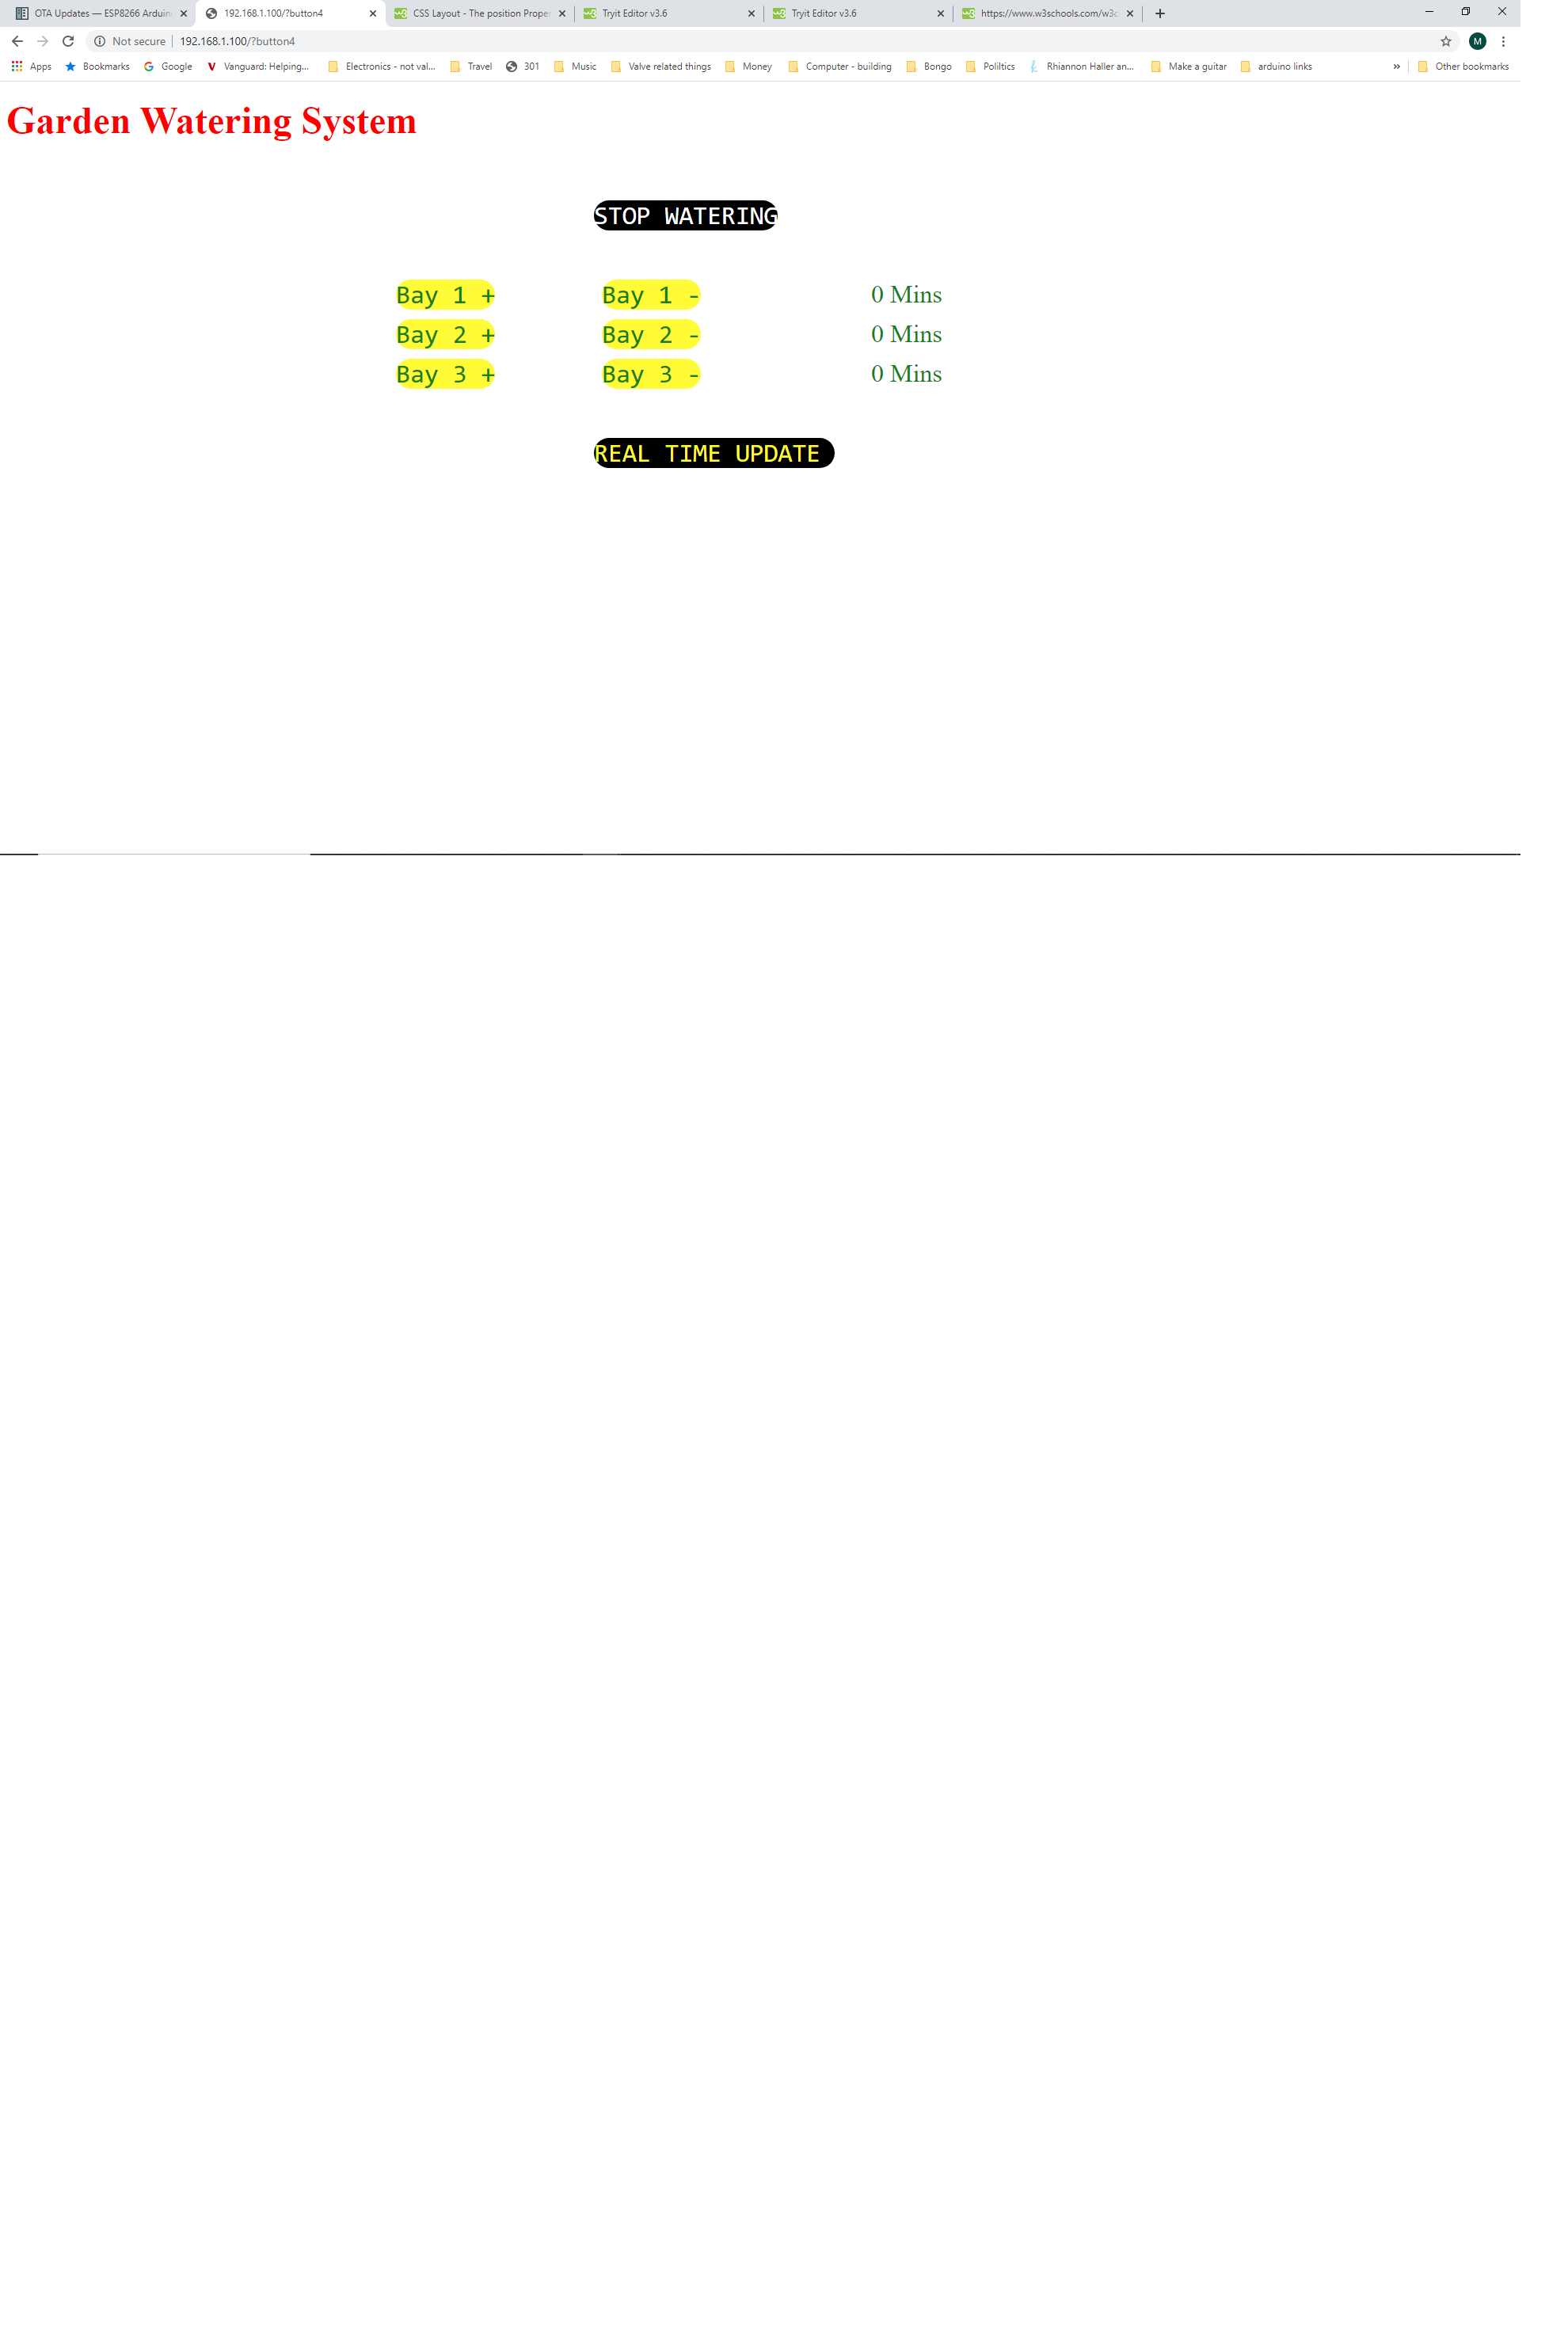 OTA Updates — ESP8266 Arduin
192.168.1.100/?button4
CSS Layout - The position Proper
Tryit Editor v3.6
Tryit Editor v3.6
https://www.w3schools.com/w3c
Not secure | 192.168.1.100/?button4
M
Apps Bookmarks Google Vanguard: Helping... Electronics - not val... Travel 301 Music Valve related things Money Computer - building Bongo Poliltics Rhiannon Haller an... Make a guitar arduino links » Other bookmarks
Garden Watering System
STOP WATERING
Bay 1 + Bay 1 - 0 Mins
Bay 2 + Bay 2 - 0 Mins
Bay 3 + Bay 3 - 0 Mins
REAL TIME UPDATE